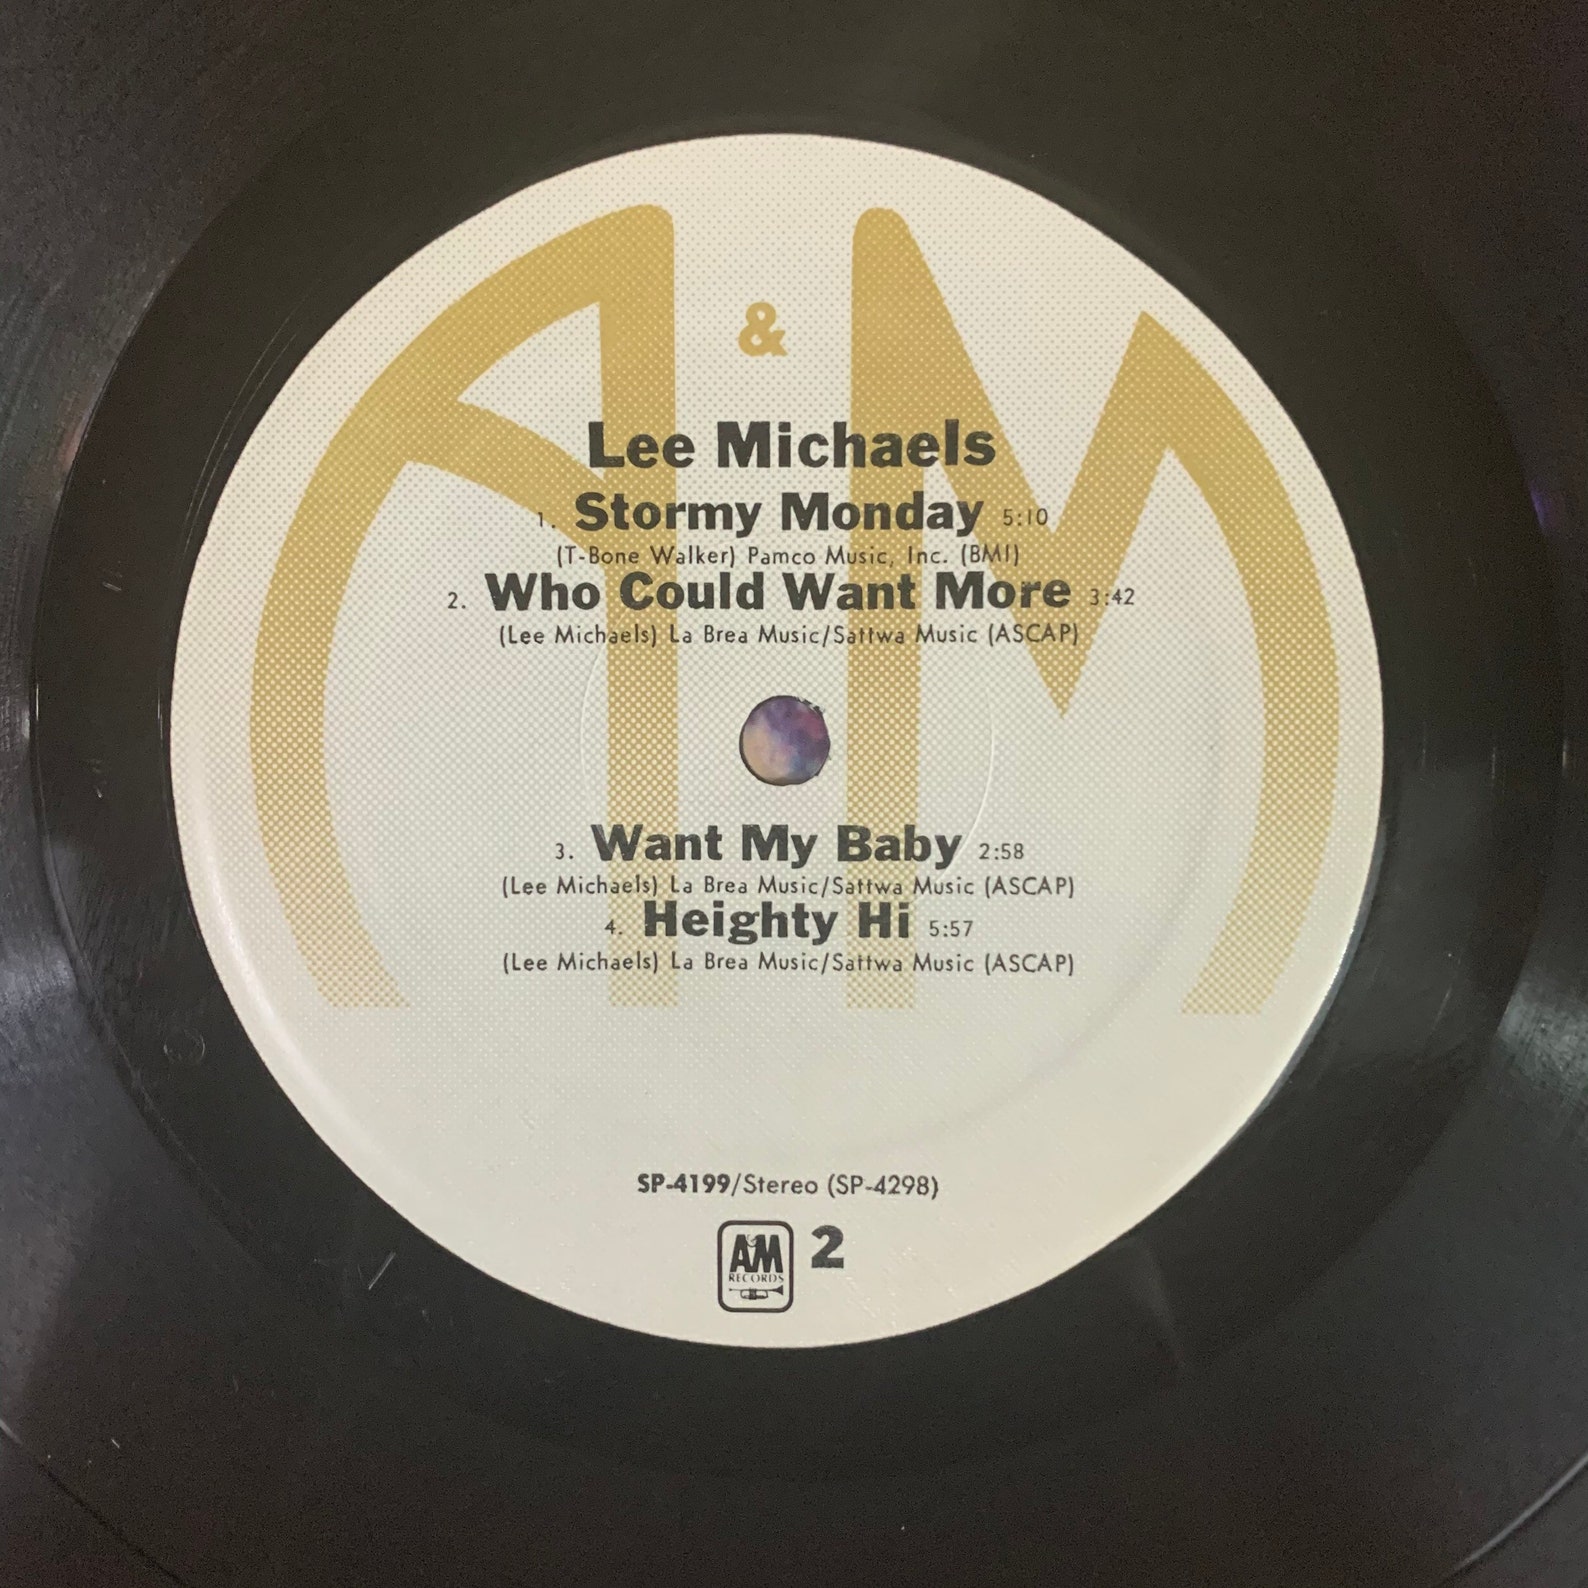 A & M
Lee Michaels
1. Stormy Monday 5:10
(T-Bone Walker) Pamco Music, Inc. (BMI)
2. Who Could Want More 3:42
(Lee Michaels) La Brea Music/Sattwa Music (ASCAP)
3. Want My Baby 2:58
(Lee Michaels) La Brea Music/Sattwa Music (ASCAP)
4. Heighty Hi 5:57
(Lee Michaels) La Brea Music/Sattwa Music (ASCAP)
SP-4199/Stereo (SP-4298)
A&M 2
RECORDS